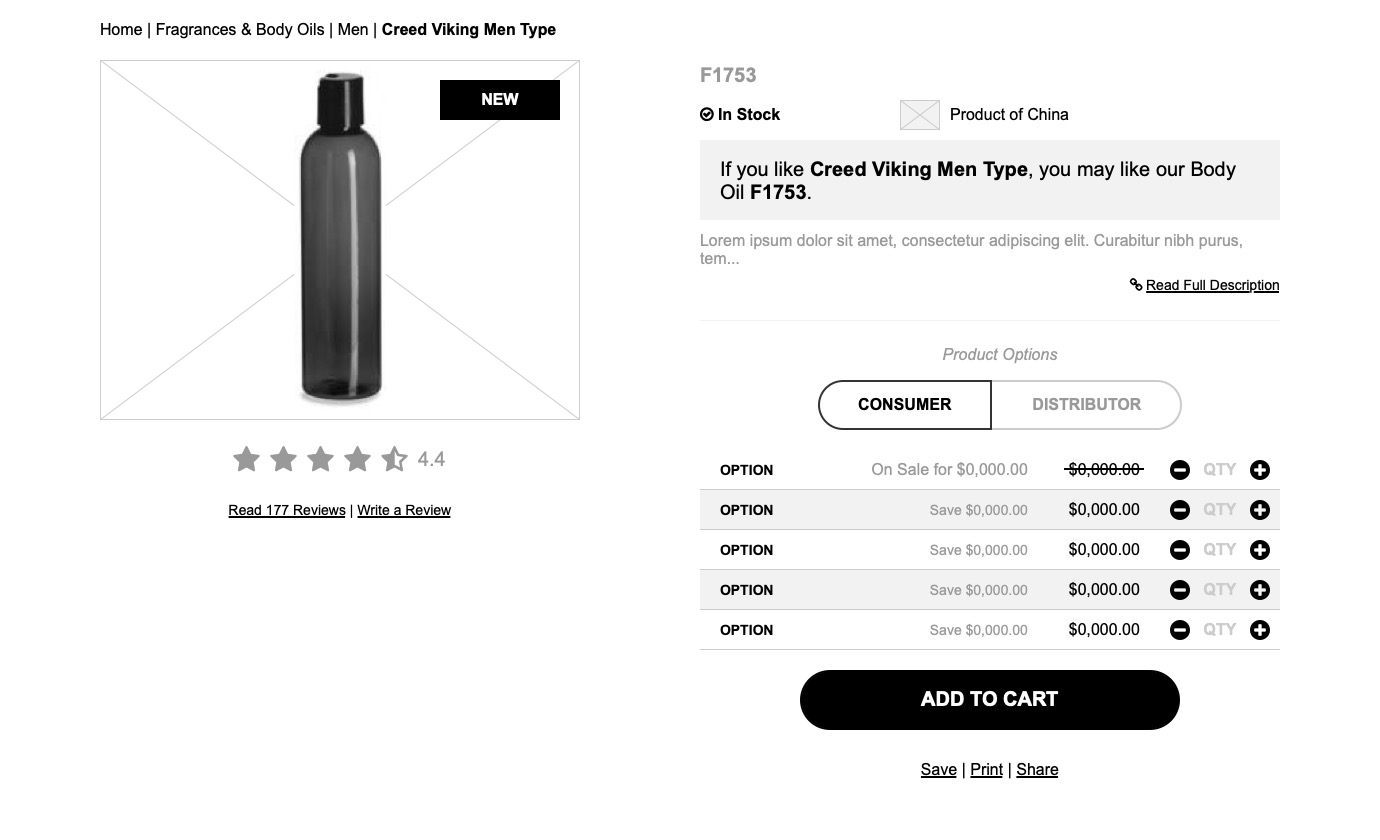 Home | Fragrances & Body Oils | Men | Creed Viking Men Type
NEW
4.4
Read 177 Reviews | Write a Review
F1753
In Stock
Product of China
If you like Creed Viking Men Type, you may like our Body
Oil F1753.
Lorem ipsum dolor sit amet, consectetur adipiscing elit. Curabitur nibh purus,
tem...
Read Full Description
Product Options
CONSUMER DISTRIBUTOR
OPTION On Sale for $0,000.00 $0,000.00 QTY
OPTION Save $0,000.00 $0,000.00 QTY
OPTION Save $0,000.00 $0,000.00 QTY
OPTION Save $0,000.00 $0,000.00 QTY
OPTION Save $0,000.00 $0,000.00 QTY
ADD TO CART
Save | Print | Share